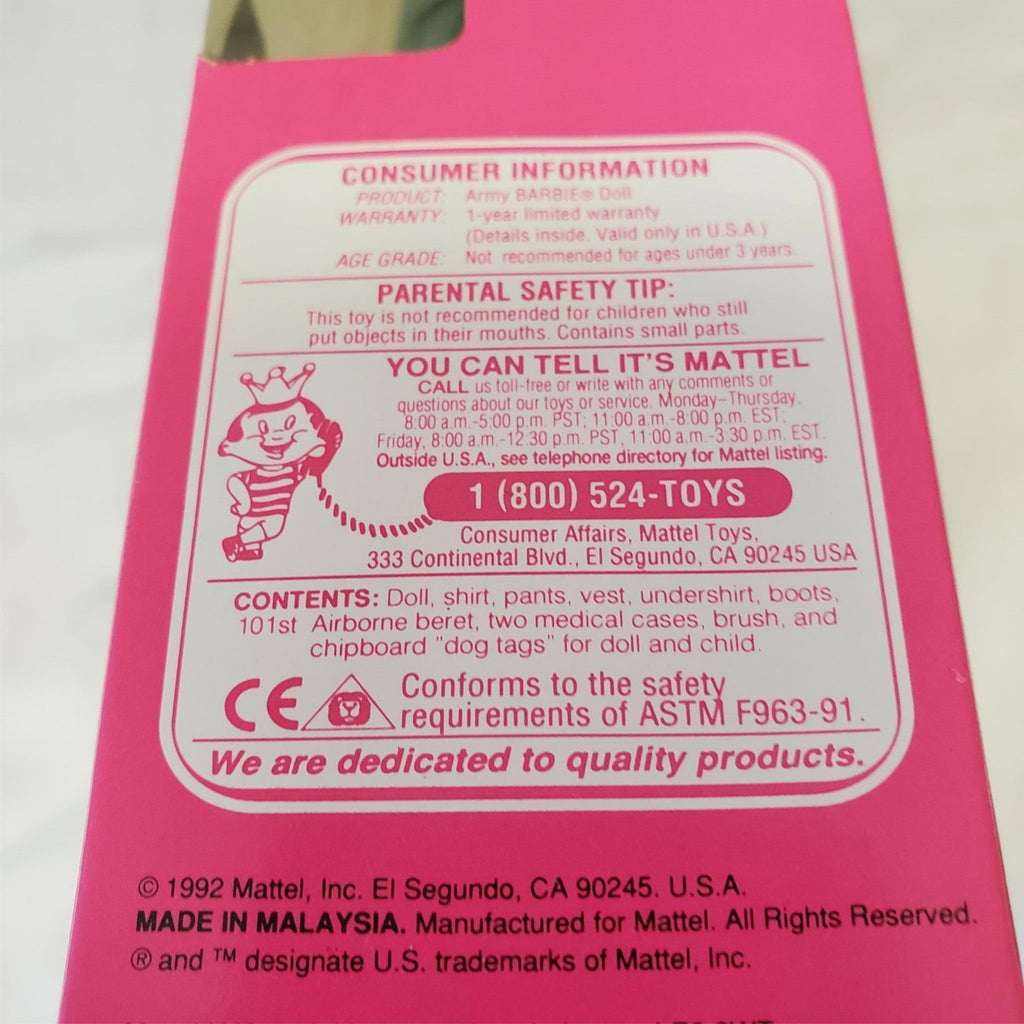 CONSUMER INFORMATION
PRODUCT: Army BARBIE® Doll
WARRANTY: 1-year limited warranty
(Details inside. Valid only in U.S.A.)
AGE GRADE: Not recommended for ages under 3 years.
PARENTAL SAFETY TIP:
This toy is not recommended for children who still
put objects in their mouths. Contains small parts.
YOU CAN TELL IT'S MATTEL
CALL us toll-free or write with any comments or
questions about our toys or service. Monday–Thursday,
8:00 a.m.-5:00 p.m. PST; 11:00 a.m.-8:00 p.m. EST;
Friday, 8:00 a.m.-12:30 p.m. PST, 11:00 a.m.-3:30 p.m. EST.
Outside U.S.A., see telephone directory for Mattel listing.
1 (800) 524-TOYS
Consumer Affairs, Mattel Toys,
333 Continental Blvd., El Segundo, CA 90245 USA
CONTENTS: Doll, shirt, pants, vest, undershirt, boots,
101st Airborne beret, two medical cases, brush, and
chipboard "dog tags" for doll and child.
CE Conforms to the safety
requirements of ASTM F963-91.
We are dedicated to quality products.
© 1992 Mattel, Inc. El Segundo, CA 90245. U.S.A.
MADE IN MALAYSIA. Manufactured for Mattel. All Rights Reserved.
® and ™ designate U.S. trademarks of Mattel, Inc.